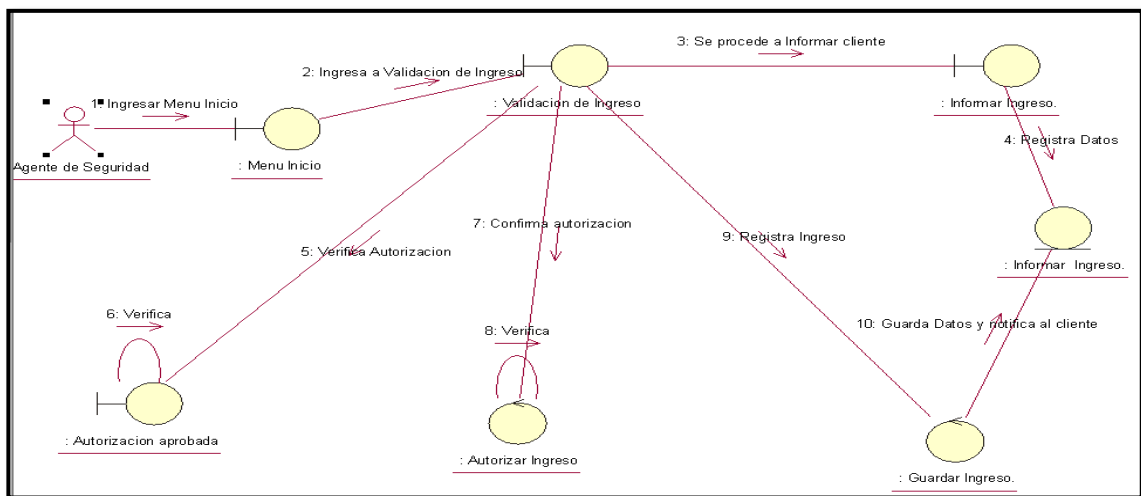 3: Se procede a Informar cliente
2: Ingresa a Validacion de Ingreso
1: Ingresar Menu Inicio
: Validacion de Ingreso
: Informar Ingreso.
4: Registra Datos
Agente de Seguridad
: Menu Inicio
7: Confirma autorizacion
9: Registra Ingreso
5: Verifica Autorizacion
: Informar Ingreso.
6: Verifica
8: Verifica
10: Guarda Datos y notifica al cliente
: Autorizacion aprobada
: Autorizar Ingreso
: Guardar Ingreso.